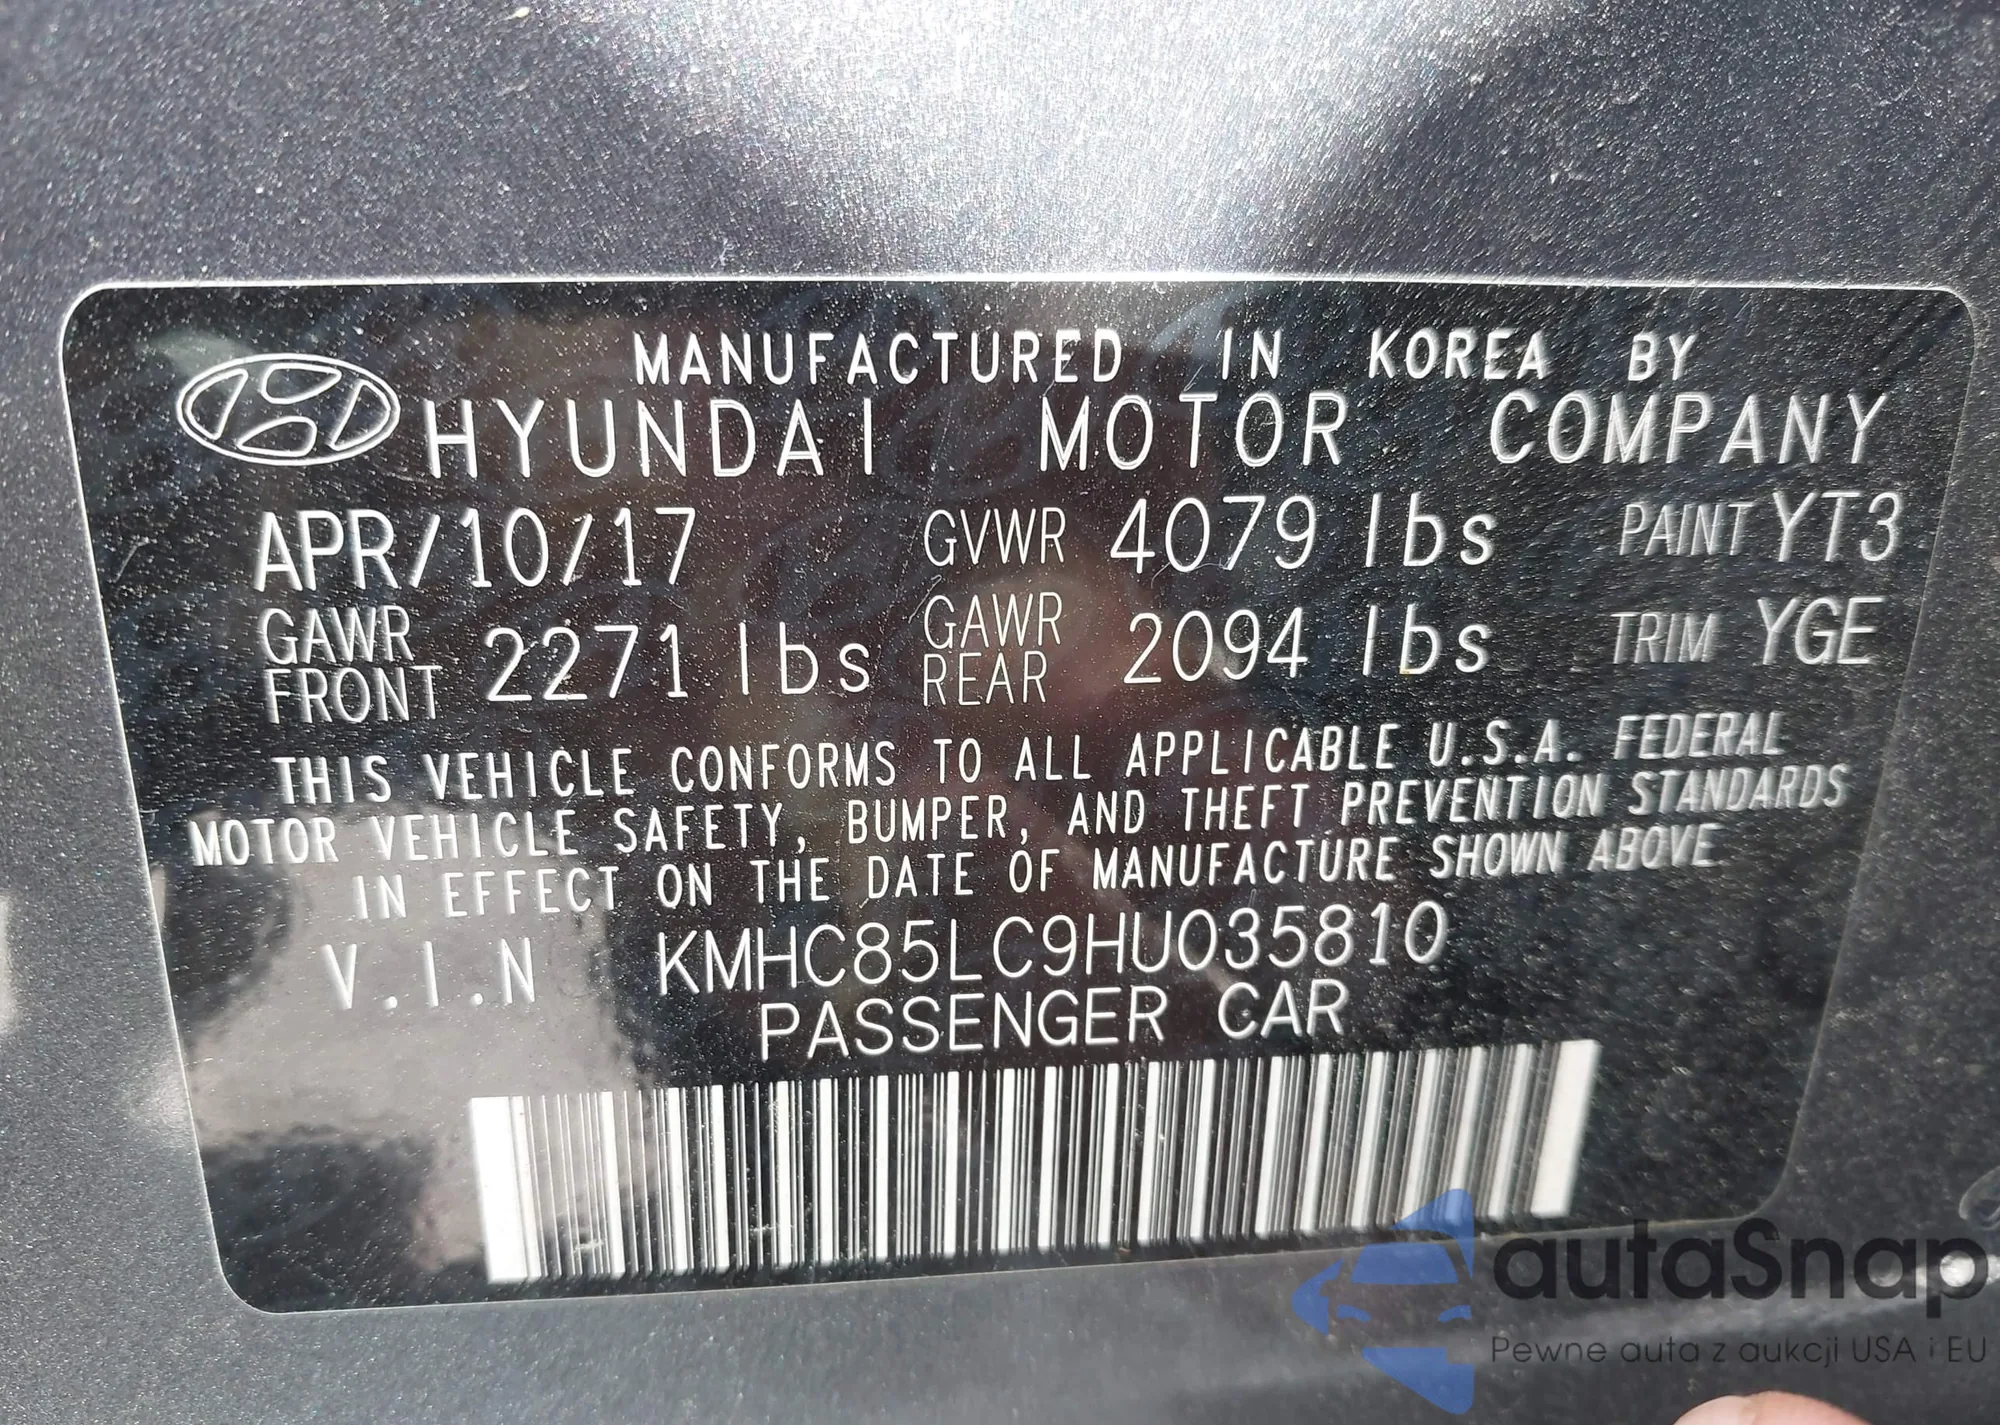 MANUFACTURED IN KOREA BY
HYUNDAI MOTOR COMPANY
APR/10/17 GVWR 4079 lbs PAINT YT3
GAWR FRONT 2271 lbs GAWR REAR 2094 lbs TRIM YGE
THIS VEHICLE CONFORMS TO ALL APPLICABLE U.S.A. FEDERAL
MOTOR VEHICLE SAFETY, BUMPER, AND THEFT PREVENTION STANDARDS
IN EFFECT ON THE DATE OF MANUFACTURE SHOWN ABOVE
V.I.N KMHC85LC9HU035810
PASSENGER CAR
autaSnap
Pewne auta z aukcji USA i EU